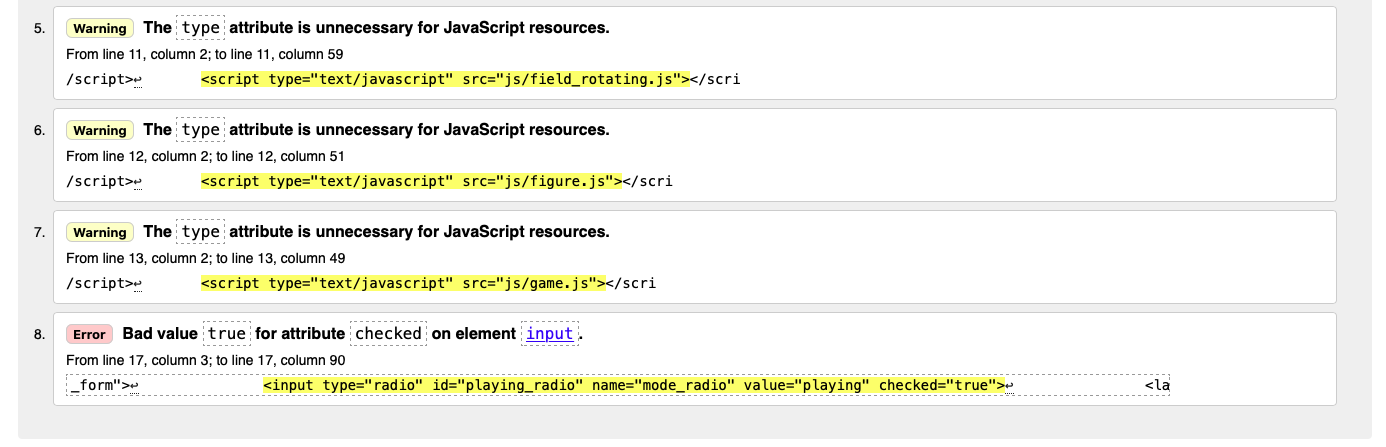 5. Warning The type attribute is unnecessary for JavaScript resources.
From line 11, column 2; to line 11, column 59
/script>↩ <script type="text/javascript" src="js/field_rotating.js"></scri
6. Warning The type attribute is unnecessary for JavaScript resources.
From line 12, column 2; to line 12, column 51
/script>↩ <script type="text/javascript" src="js/figure.js"></scri
7. Warning The type attribute is unnecessary for JavaScript resources.
From line 13, column 2; to line 13, column 49
/script>↩ <script type="text/javascript" src="js/game.js"></scri
8. Error Bad value true for attribute checked on element input.
From line 17, column 3; to line 17, column 90
_form">↩ <input type="radio" id="playing_radio" name="mode_radio" value="playing" checked="true">↩ <la